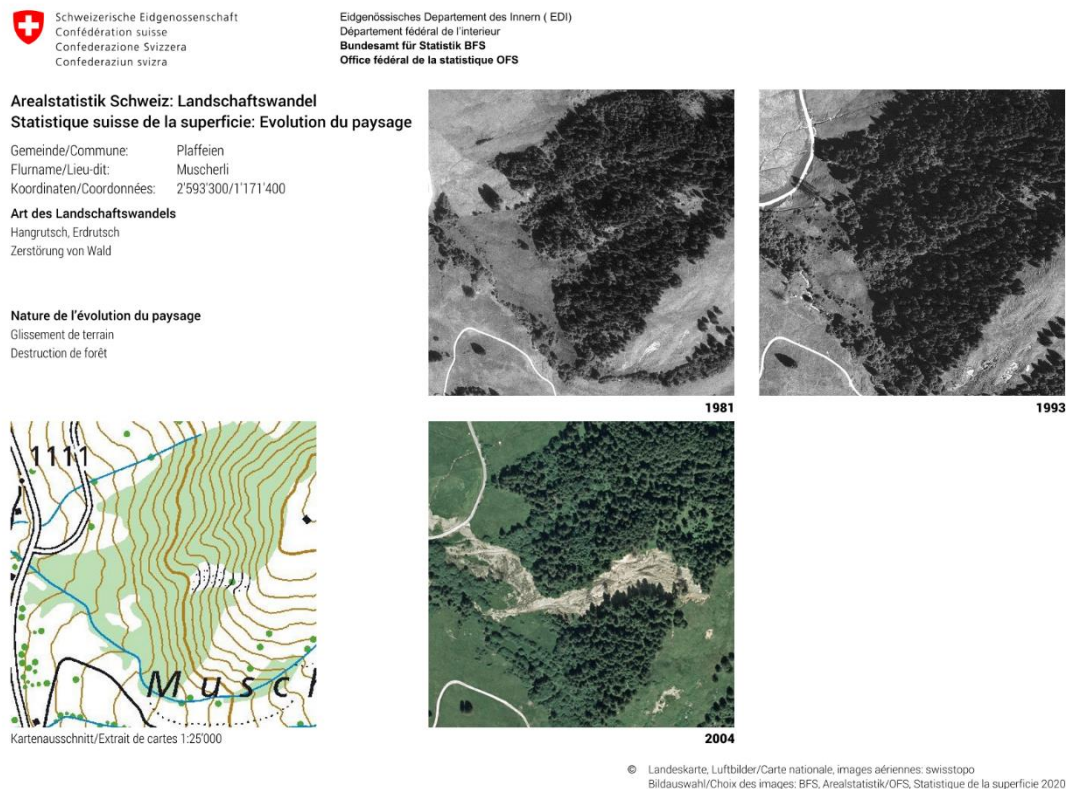 Schweizerische Eidgenossenschaft
Confédération suisse
Confederazione Svizzera
Confederaziun svizra
Eidgenössisches Departement des Innern ( EDI)
Département fédéral de l'interieur
Bundesamt für Statistik BFS
Office fédéral de la statistique OFS
Arealstatistik Schweiz: Landschaftswandel
Statistique suisse de la superficie: Evolution du paysage
Gemeinde/Commune: Plaffeien
Flurname/Lieu-dit: Muscherli
Koordinaten/Coordonnées: 2'593'300/1'171'400
Art des Landschaftswandels
Hangrutsch, Erdrutsch
Zerstörung von Wald
Nature de l'évolution du paysage
Glissement de terrain
Destruction de forêt
1981
1993
1111
Musc
Kartenausschnitt/Extrait de cartes 1:25'000
2004
© Landeskarte, Luftbilder/Carte nationale, images aériennes: swisstopo
Bildauswahl/Choix des images: BFS, Arealstatistik/OFS, Statistique de la superficie 2020